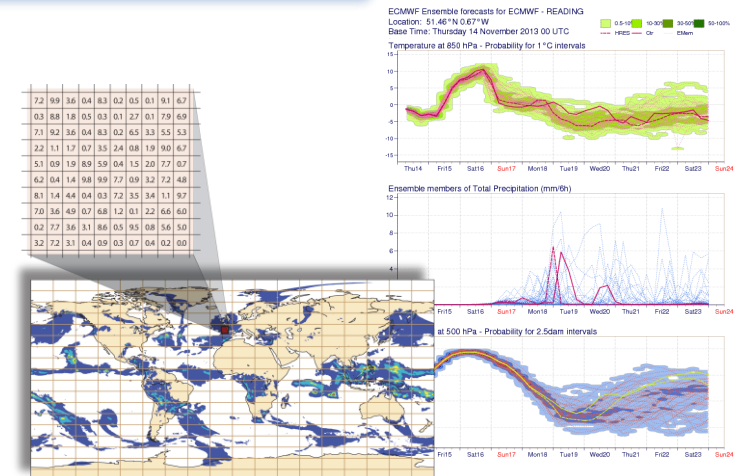 ECMWF Ensemble forecasts for ECMWF - READING
Location: 51.46°N 0.67°W
Base Time: Thursday 14 November 2013 00 UTC
0.5-10% 10-30% 30-50% 50-100%
HRES Ctr EMem
Temperature at 850 hPa - Probability for 1°C intervals
15
10
5
0
-5
-10
-15
Thu14 Fri15 Sat16 Sun17 Mon18 Tue19 Wed20 Thu21 Fri22 Sat23 Sun24
Ensemble members of Total Precipitation (mm/6h)
12
10
8
6
4
Fri15 Sat16 Sun17 Mon18 Tue19 Wed20 Thu21 Fri22 Sat23 Sun24
at 500 hPa - Probability for 2.5dam intervals
Fri15 Sat16 Sun17 Mon18 Tue19 Wed20 Thu21 Fri22 Sat23 Sun24
7.2 9.9 3.6 0.4 8.3 0.2 0.5 0.1 9.1 6.7
0.3 8.8 1.8 0.5 0.3 0.1 2.7 0.1 7.9 6.9
7.1 9.2 3.6 0.4 8.3 0.2 6.5 3.3 5.5 5.3
2.2 1.1 1.7 0.7 3.5 2.4 0.8 1.9 9.0 6.7
5.1 0.9 1.9 8.9 5.9 0.4 1.5 2.0 7.7 0.7
6.2 0.4 1.4 9.8 9.9 7.7 0.9 3.2 7.2 4.8
8.1 1.4 4.4 0.4 0.3 7.2 3.5 3.4 1.1 9.7
7.0 3.6 4.9 0.7 6.8 1.2 0.1 2.2 6.6 6.0
0.2 7.7 3.6 3.1 8.6 0.5 9.5 0.8 5.6 5.0
3.2 7.2 3.1 0.4 0.9 0.3 0.7 0.4 0.2 0.0